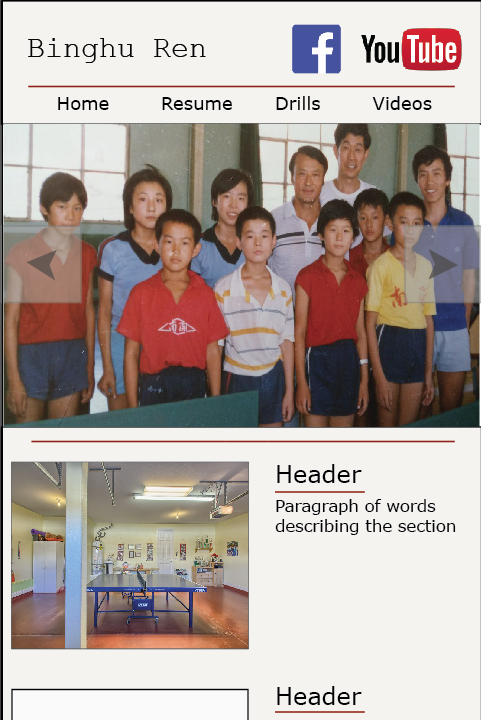 Binghu Ren
f
YouTube
Home Resume Drills Videos
Header
Paragraph of words
describing the section
Header